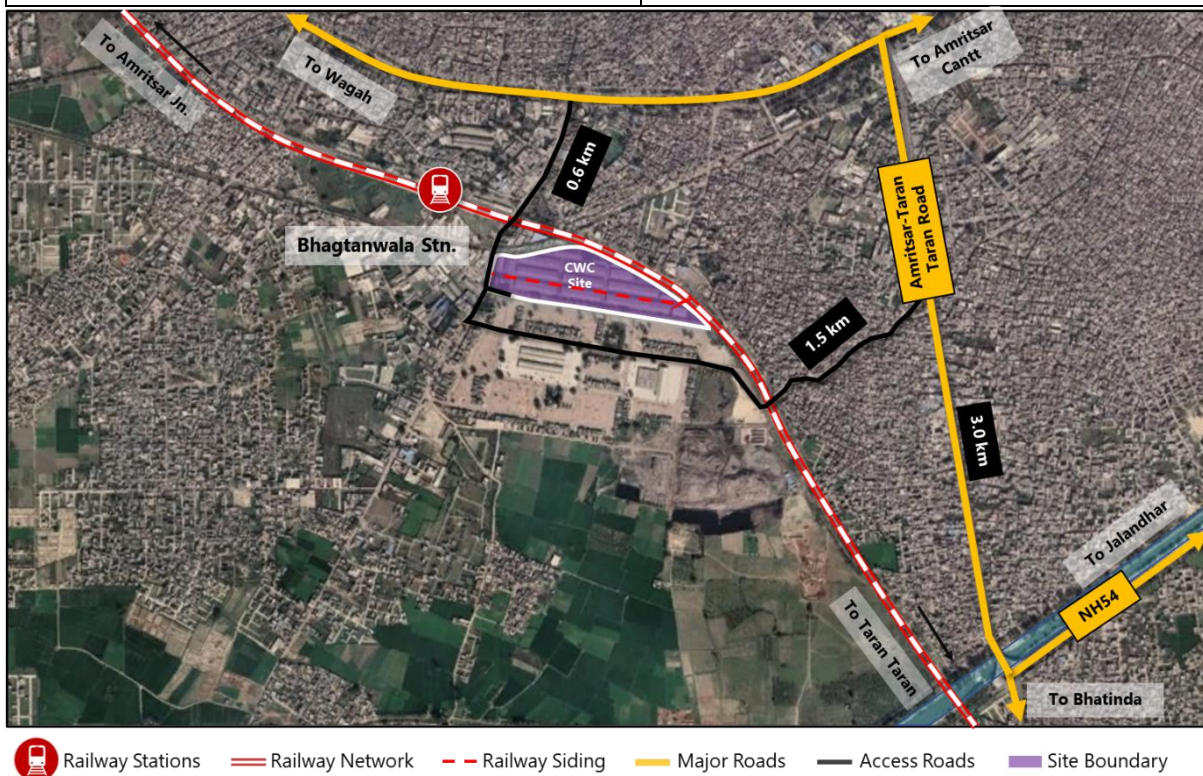 To Amritsar Jn.
To Wagah
To Amritsar
Cantt
0.6 km
Amritsar-Taran
Taran Road
Bhagtanwala Stn.
CWC
Site
1.5 km
3.0 km
To Jalandhar
NH54
To Taran Taran
To Bhatinda
Railway Stations
Railway Network
Railway Siding
Major Roads
Access Roads
Site Boundary